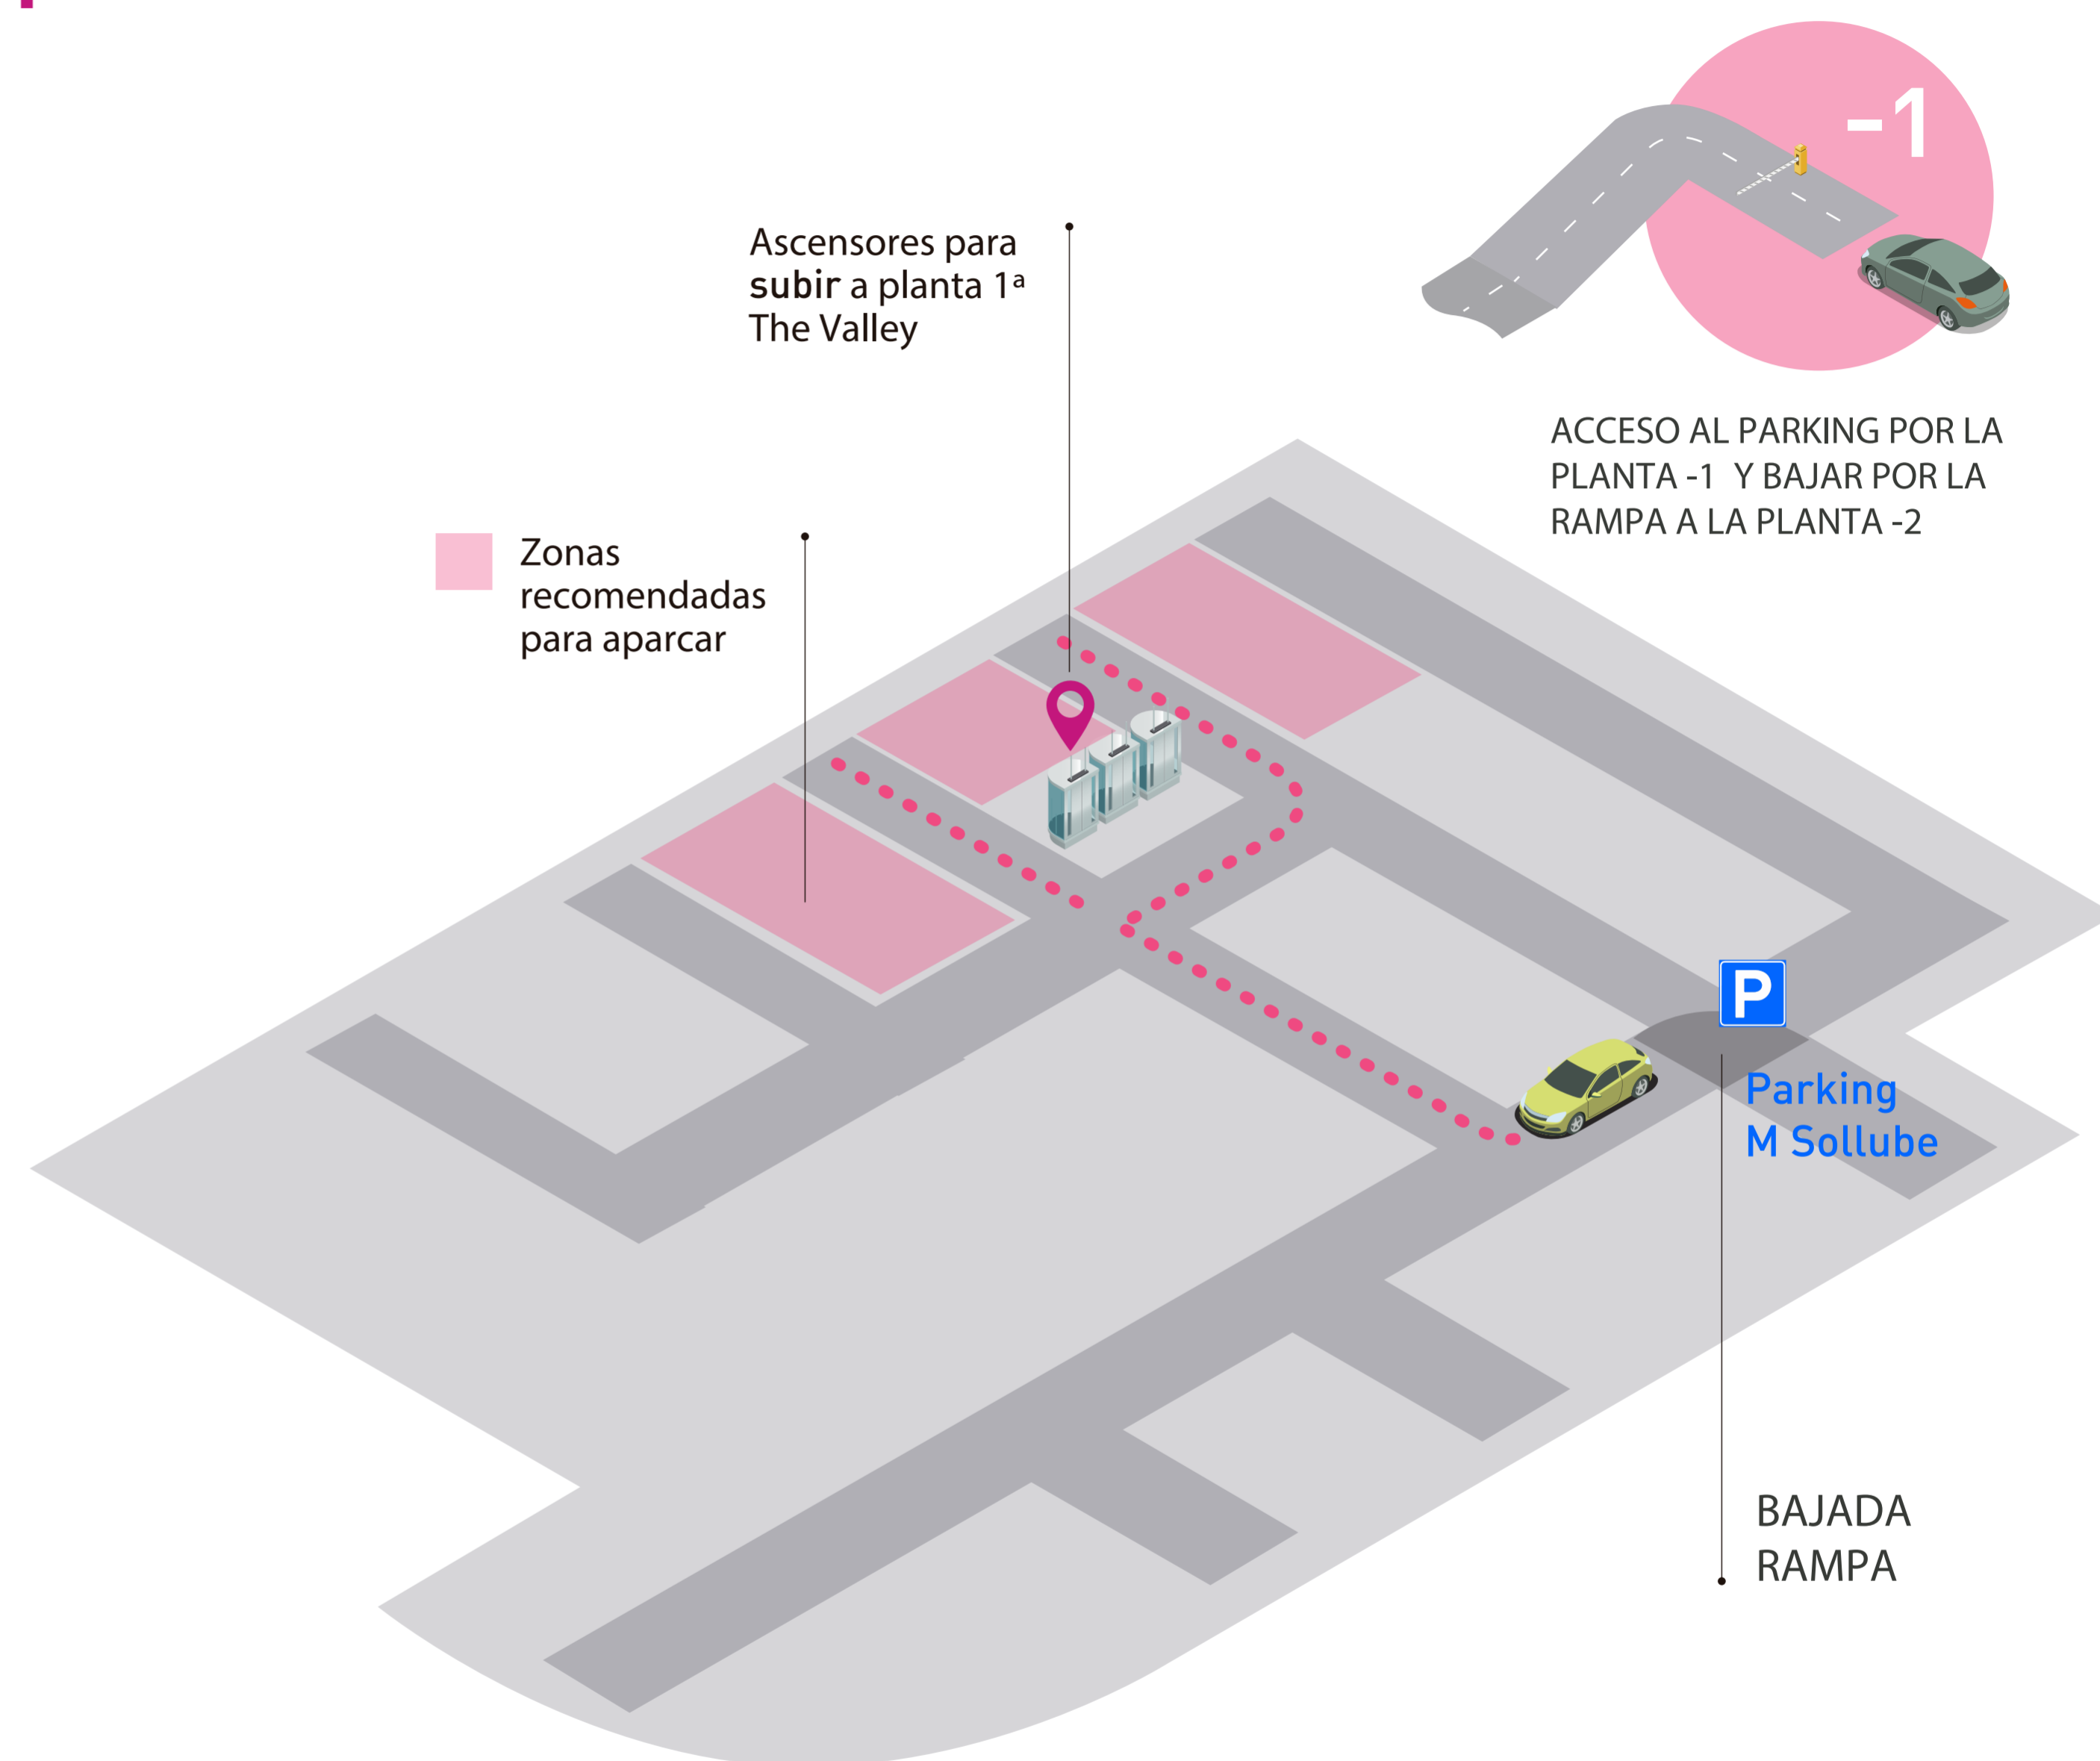 -1
Ascensores para
subir a planta 1ª
The Valley
ACCESO AL PARKING POR LA
PLANTA -1 Y BAJAR POR LA
RAMPA A LA PLANTA -2
Zonas
recomendadas
para aparcar
P
Parking
M Sollube
BAJADA
RAMPA